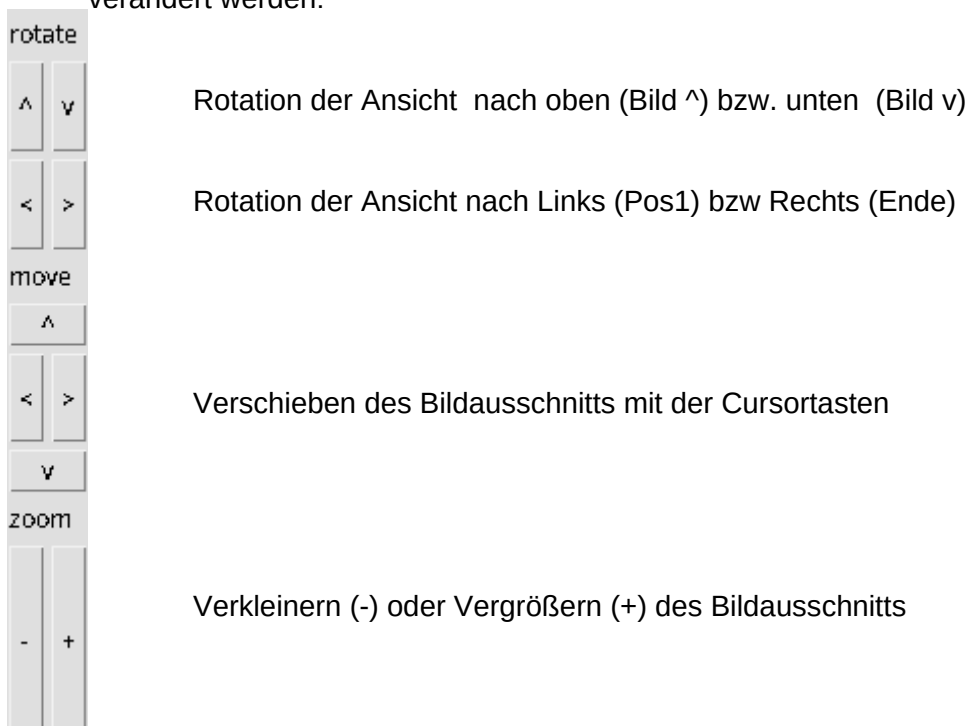 verändert werden.
rotate
^ v Rotation der Ansicht nach oben (Bild ^) bzw. unten (Bild v)
< > Rotation der Ansicht nach Links (Pos1) bzw Rechts (Ende)
move
^
< > Verschieben des Bildausschnitts mit der Cursortasten
v
zoom
- + Verkleinern (-) oder Vergrößern (+) des Bildausschnitts